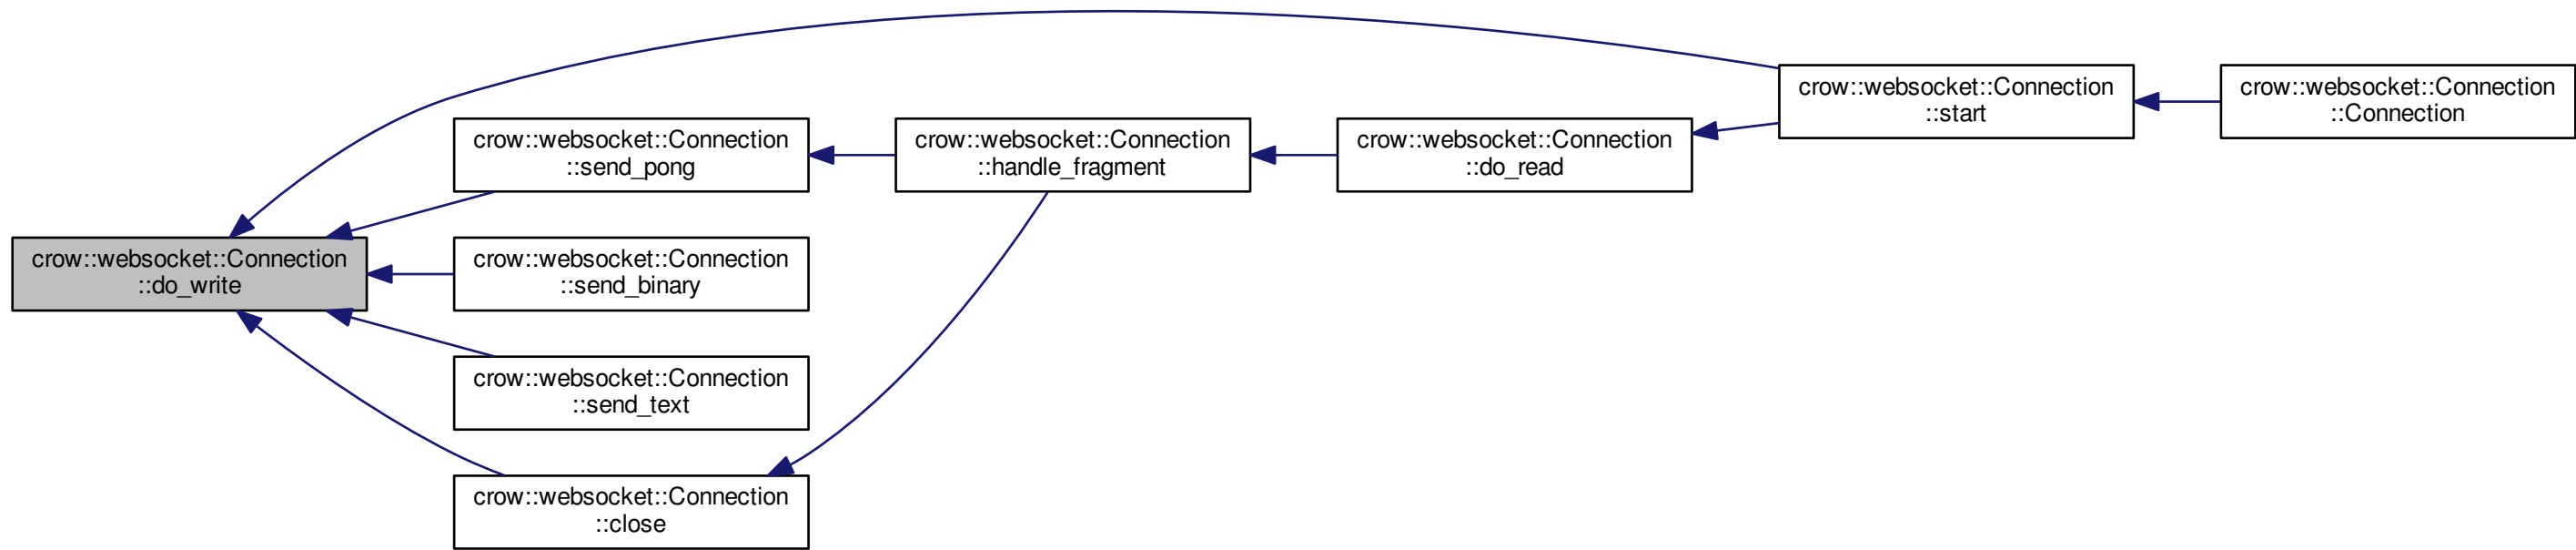 crow::websocket::Connection
::do_write
crow::websocket::Connection
::send_pong
crow::websocket::Connection
::send_binary
crow::websocket::Connection
::send_text
crow::websocket::Connection
::close
crow::websocket::Connection
::handle_fragment
crow::websocket::Connection
::do_read
crow::websocket::Connection
::start
crow::websocket::Connection
::Connection